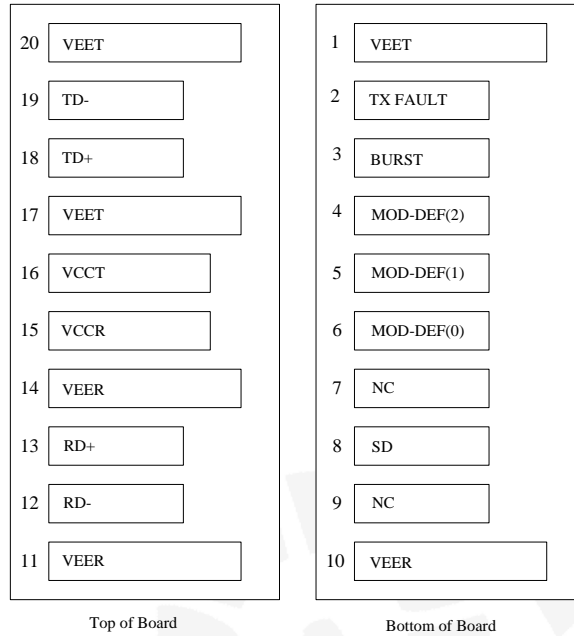 20 VEET
19 TD-
18 TD+
17 VEET
16 VCCT
15 VCCR
14 VEER
13 RD+
12 RD-
11 VEER
Top of Board
1 VEET
2 TX FAULT
3 BURST
4 MOD-DEF(2)
5 MOD-DEF(1)
6 MOD-DEF(0)
7 NC
8 SD
9 NC
10 VEER
Bottom of Board